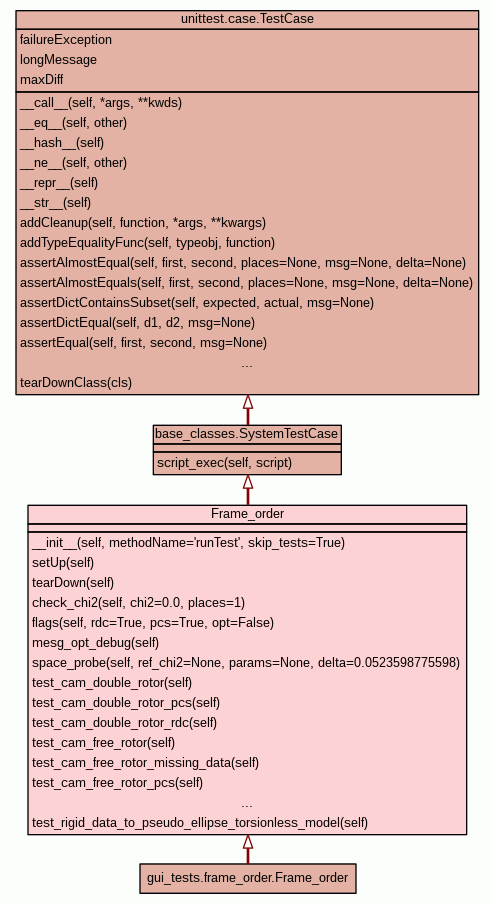 unittest.case.TestCase
failureException
longMessage
maxDiff
__call__(self, *args, **kwds)
__eq__(self, other)
__hash__(self)
__ne__(self, other)
__repr__(self)
__str__(self)
addCleanup(self, function, *args, **kwargs)
addTypeEqualityFunc(self, typeobj, function)
assertAlmostEqual(self, first, second, places=None, msg=None, delta=None)
assertAlmostEquals(self, first, second, places=None, msg=None, delta=None)
assertDictContainsSubset(self, expected, actual, msg=None)
assertDictEqual(self, d1, d2, msg=None)
assertEqual(self, first, second, msg=None)
...
tearDownClass(cls)
base_classes.SystemTestCase
script_exec(self, script)
Frame_order
__init__(self, methodName='runTest', skip_tests=True)
setUp(self)
tearDown(self)
check_chi2(self, chi2=0.0, places=1)
flags(self, rdc=True, pcs=True, opt=False)
mesg_opt_debug(self)
space_probe(self, ref_chi2=None, params=None, delta=0.0523598775598)
test_cam_double_rotor(self)
test_cam_double_rotor_pcs(self)
test_cam_double_rotor_rdc(self)
test_cam_free_rotor(self)
test_cam_free_rotor_missing_data(self)
test_cam_free_rotor_pcs(self)
...
test_rigid_data_to_pseudo_ellipse_torsionless_model(self)
gui_tests.frame_order.Frame_order